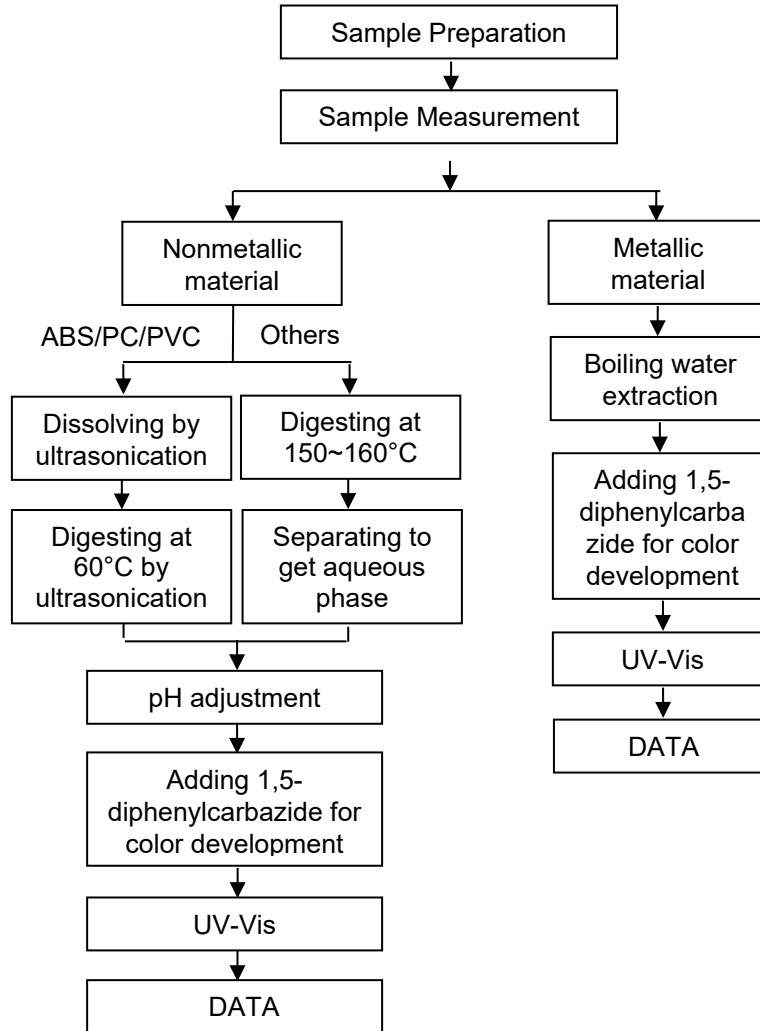 Sample Preparation
Sample Measurement
Nonmetallic
material
ABS/PC/PVC
Others
Dissolving by
ultrasonication
Digesting at
150~160°C
Digesting at
60°C by
ultrasonication
Separating to
get aqueous
phase
pH adjustment
Adding 1,5-
diphenylcarbazide for
color development
UV-Vis
DATA
Metallic
material
Boiling water
extraction
Adding 1,5-
diphenylcarba
zide for color
development
UV-Vis
DATA